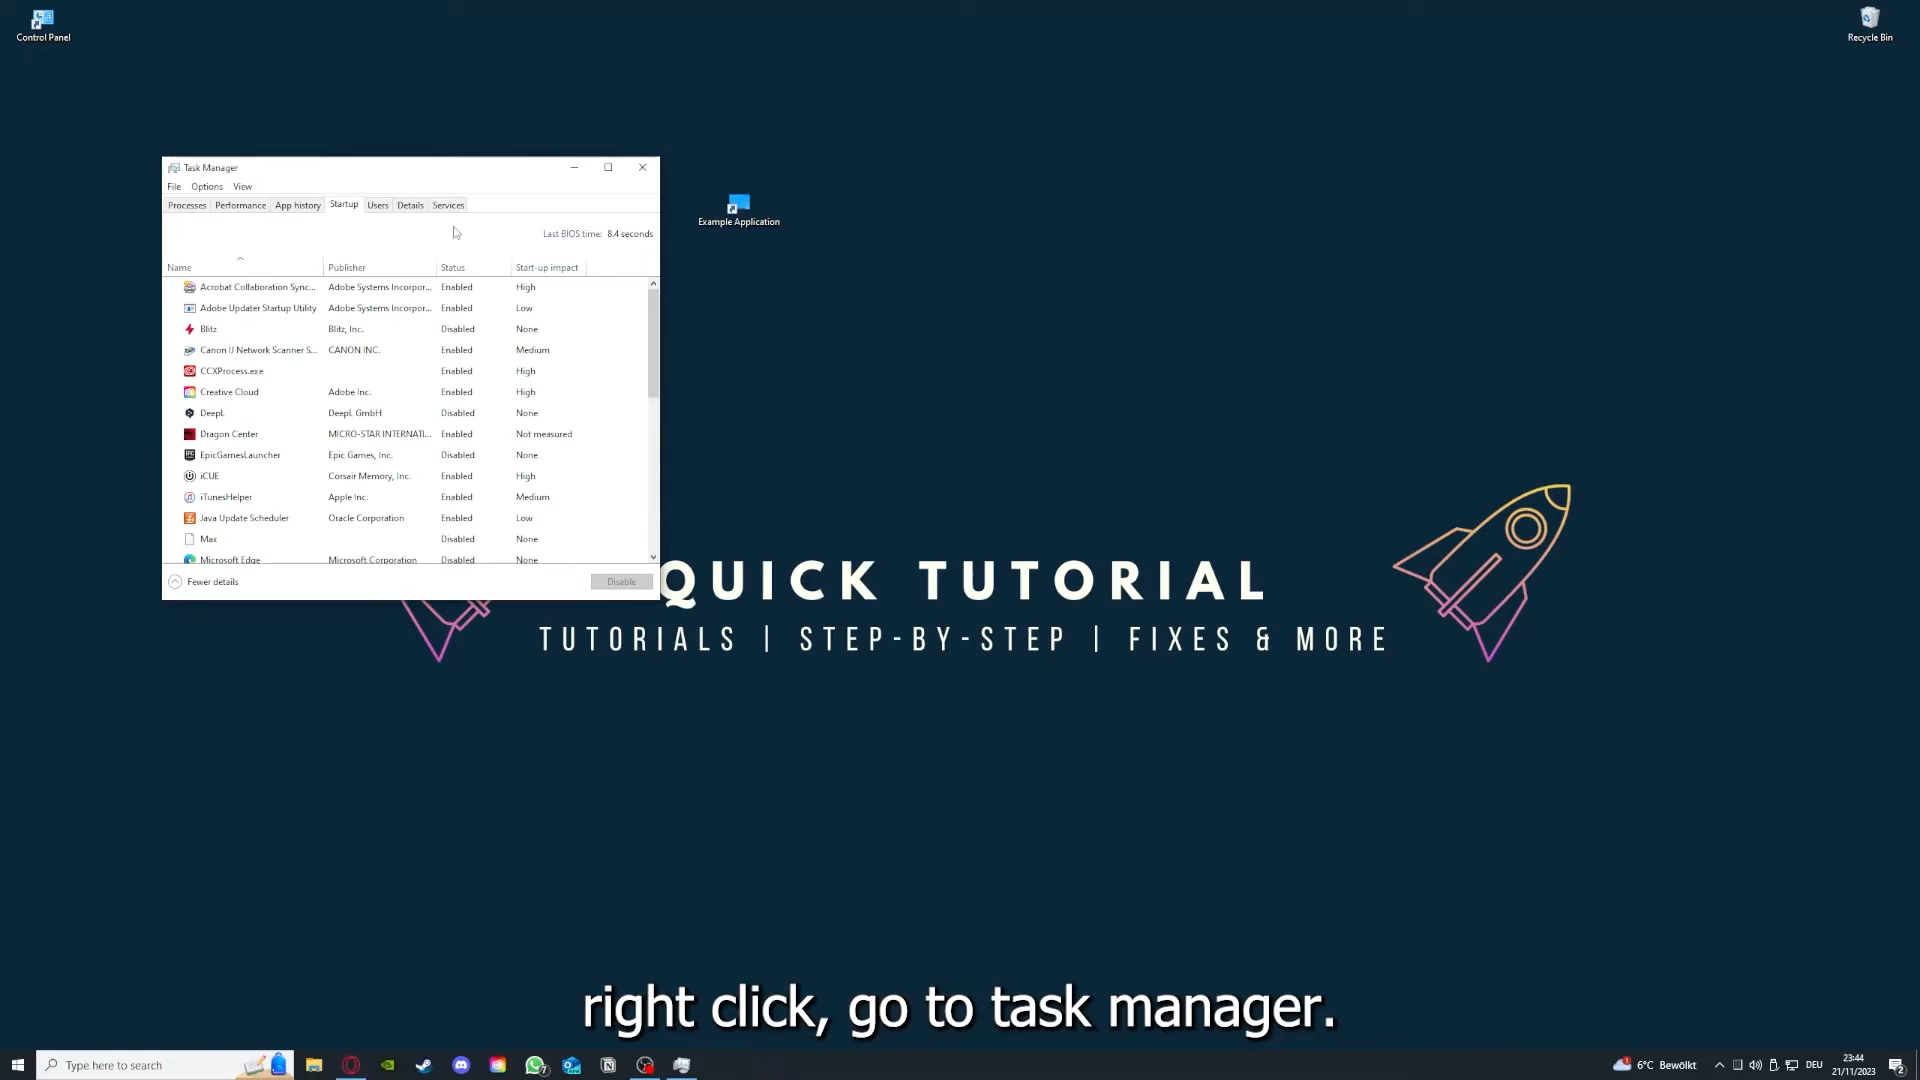 Control Panel
Recycle Bin
Task Manager
File Options View
Processes Performance App history Startup Users Details Services
Example Application
Last BIOS time: 8.4 seconds
Name Publisher Status Start-up impact
Acrobat Collaboration Sync... Adobe Systems Incorpor... Enabled High
Adobe Updater Startup Utility Adobe Systems Incorpor... Enabled Low
Blitz Blitz, Inc. Disabled None
Canon IJ Network Scanner S... CANON INC. Enabled Medium
CCXProcess.exe Enabled High
Creative Cloud Adobe Inc. Enabled High
DeepL DeepL GmbH Disabled None
Dragon Center MICRO-STAR INTERNATI... Enabled Not measured
EpicGamesLauncher Epic Games, Inc. Disabled None
iCUE Corsair Memory, Inc. Enabled High
iTunesHelper Apple Inc. Enabled Medium
Java Update Scheduler Oracle Corporation Enabled Low
Max Disabled None
Microsoft Edge Microsoft Corporation Disabled None
Fewer details Disable
QUICK TUTORIAL
TUTORIALS | STEP-BY-STEP | FIXES & MORE
right click, go to task manager.
Type here to search
6°C Bewölkt
DEU
23:44
21/11/2023